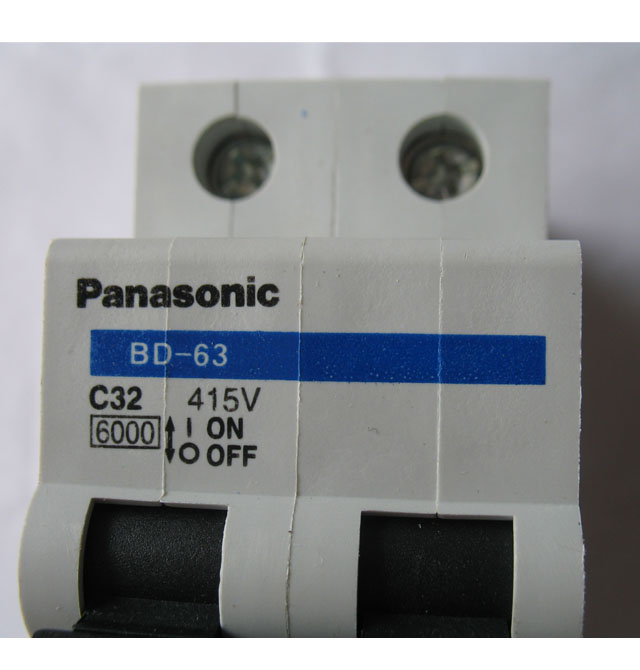 Panasonic
BD-63
C32 415V
6000 I ON
O OFF